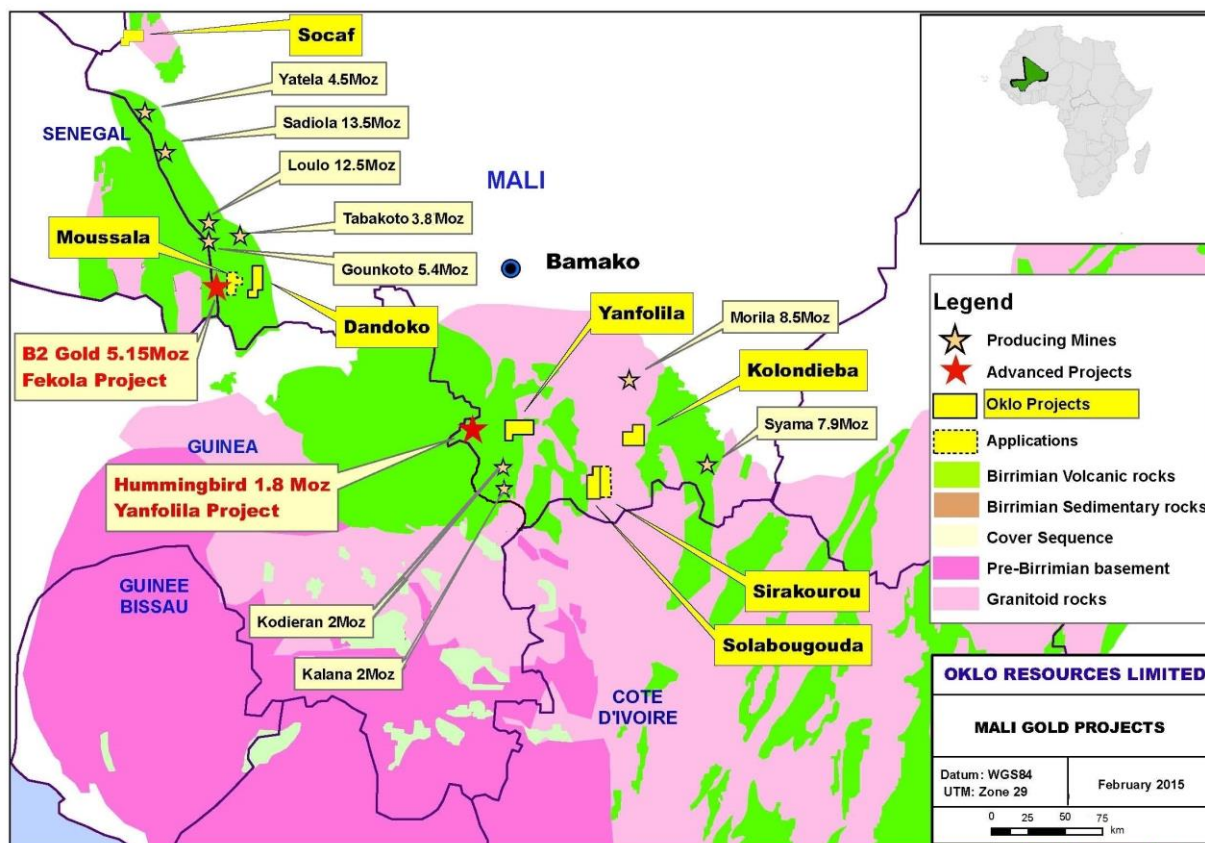 Socaf
Yatela 4.5Moz
SENEGAL
Sadiola 13.5Moz
Loulo 12.5Moz
MALI
Tabakoto 3.8 Moz
Moussala
Gounkoto 5.4Moz
Bamako
Dandoko
Yanfolila
Morila 8.5Moz
B2 Gold 5.15Moz
Fekola Project
Kolondieba
Syama 7.9Moz
GUINEA
Hummingbird 1.8 Moz
Yanfolila Project
GUINEE
BISSAU
Sirakourou
Kodieran 2Moz
Solabougouda
Kalana 2Moz
COTE
D'IVOIRE
Legend
Producing Mines
Advanced Projects
Oklo Projects
Applications
Birrimian Volcanic rocks
Birrimian Sedimentary rocks
Cover Sequence
Pre-Birrimian basement
Granitoid rocks
OKLO RESOURCES LIMITED
MALI GOLD PROJECTS
Datum: WGS84
UTM: Zone 29
February 2015
0 25 50 75
km